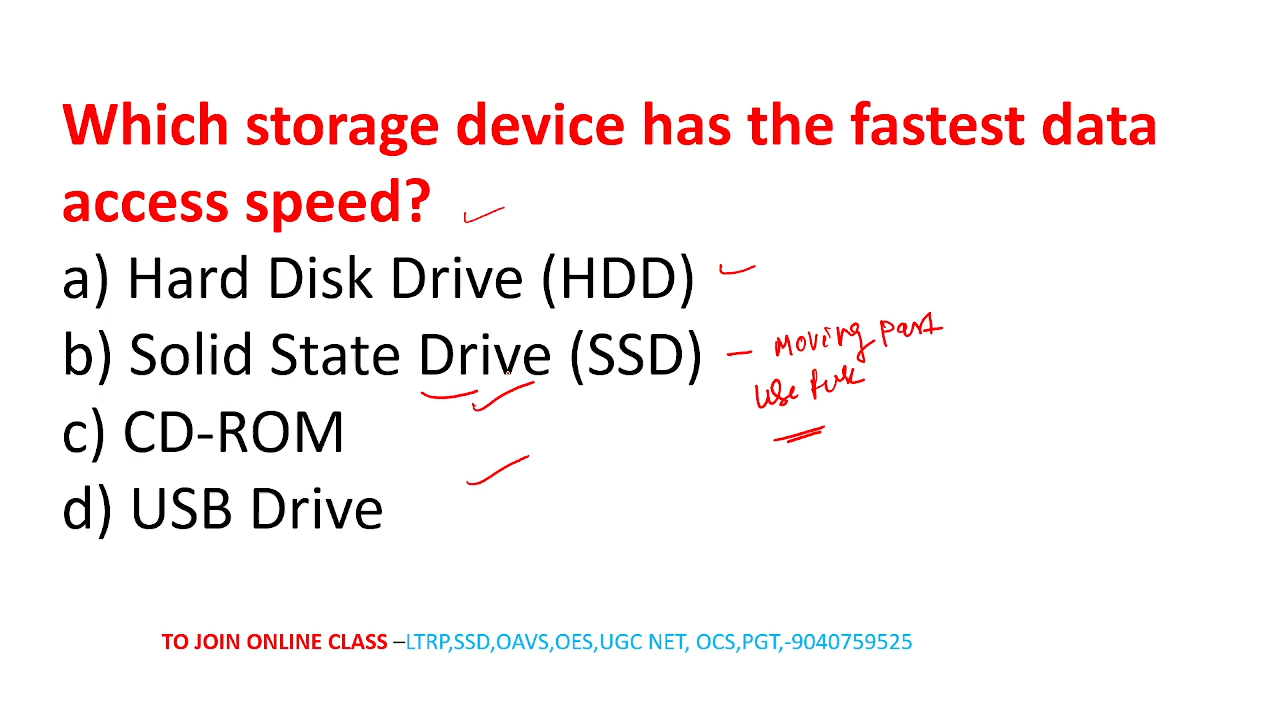 Which storage device has the fastest data
access speed?
a) Hard Disk Drive (HDD)
b) Solid State Drive (SSD) – moving part
use
c) CD-ROM
d) USB Drive
TO JOIN ONLINE CLASS –LTRP,SSD,OAVS,OES,UGC NET, OCS,PGT,-9040759525